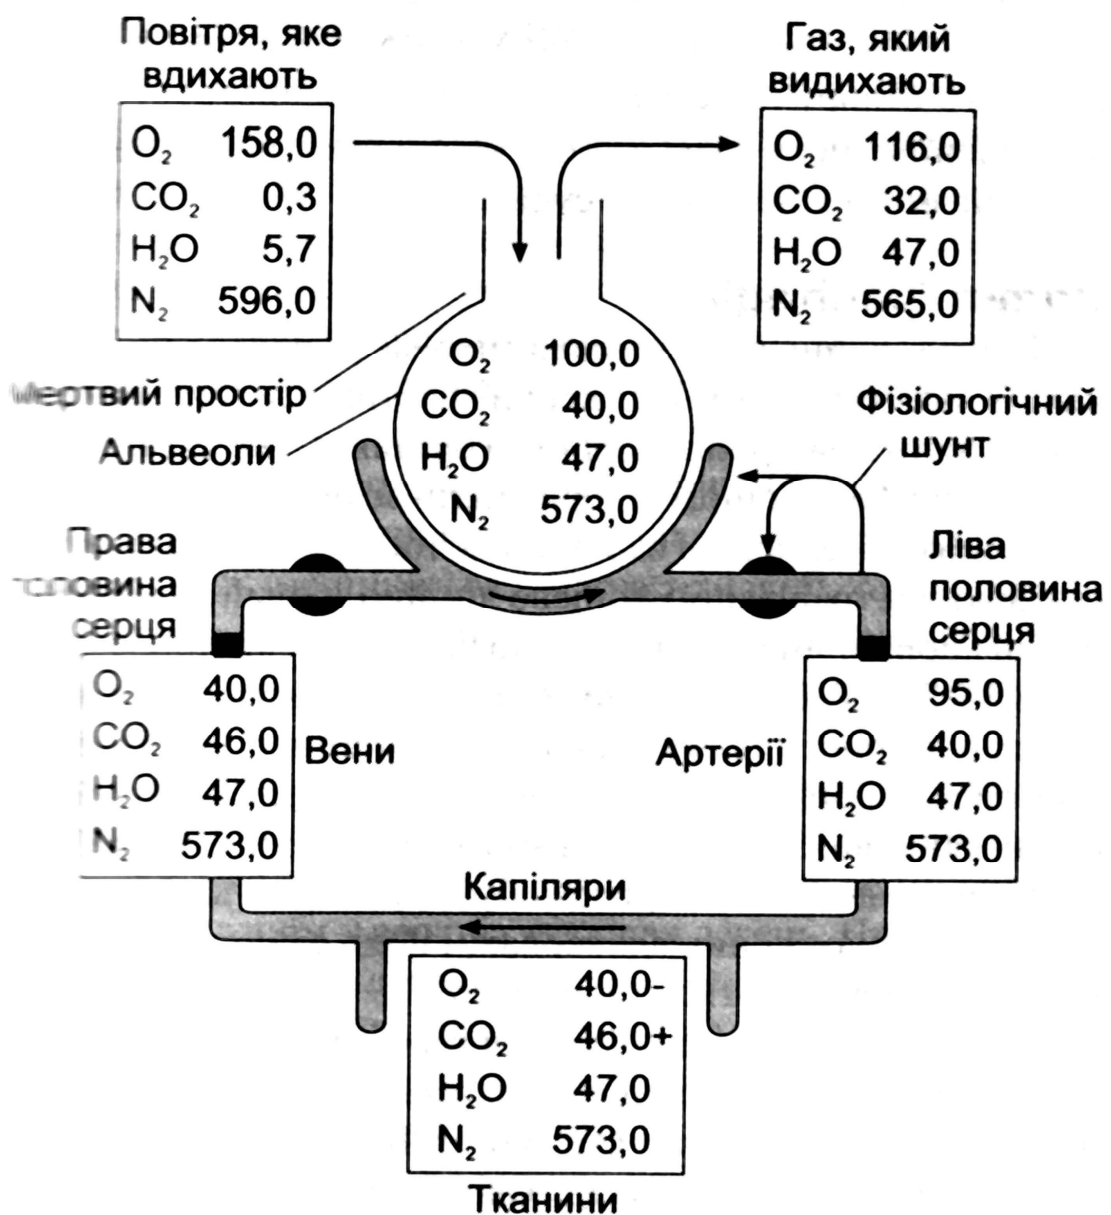 Повітря, яке
вдихають
O₂ 158,0
CO₂ 0,3
H₂O 5,7
N₂ 596,0
Газ, який
видихають
O₂ 116,0
CO₂ 32,0
H₂O 47,0
N₂ 565,0
Мертвий простір
Альвеоли
O₂ 100,0
CO₂ 40,0
H₂O 47,0
N₂ 573,0
Фізіологічний
шунт
Права
половина
серця
O₂ 40,0
CO₂ 46,0
H₂O 47,0
N₂ 573,0
Вени
Ліва
половина
серця
Артерії
O₂ 95,0
CO₂ 40,0
H₂O 47,0
N₂ 573,0
Капіляри
O₂ 40,0-
CO₂ 46,0+
H₂O 47,0
N₂ 573,0
Тканини